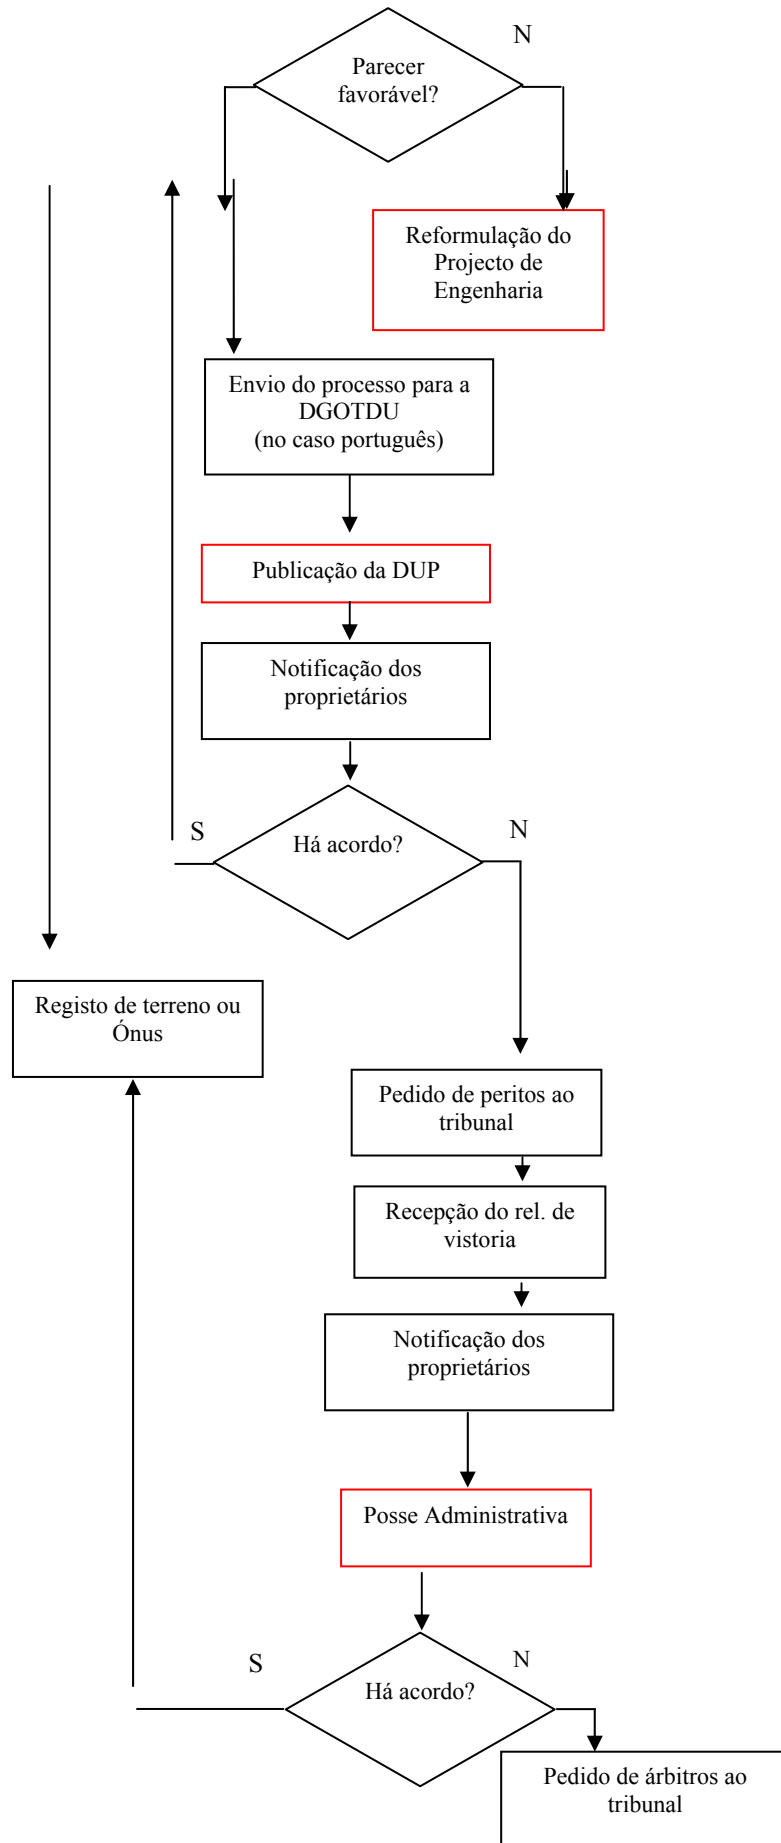 N
Parecer
favorável?
Reformulação do
Projecto de
Engenharia
Envio do processo para a
DGOTDU
(no caso português)
Publicação da DUP
Notificação dos
proprietários
S
Há acordo?
N
Registo de terreno ou
Ónus
Pedido de peritos ao
tribunal
Recepção do rel. de
vistoria
Notificação dos
proprietários
Posse Administrativa
S
Há acordo?
N
Pedido de árbitros ao
tribunal